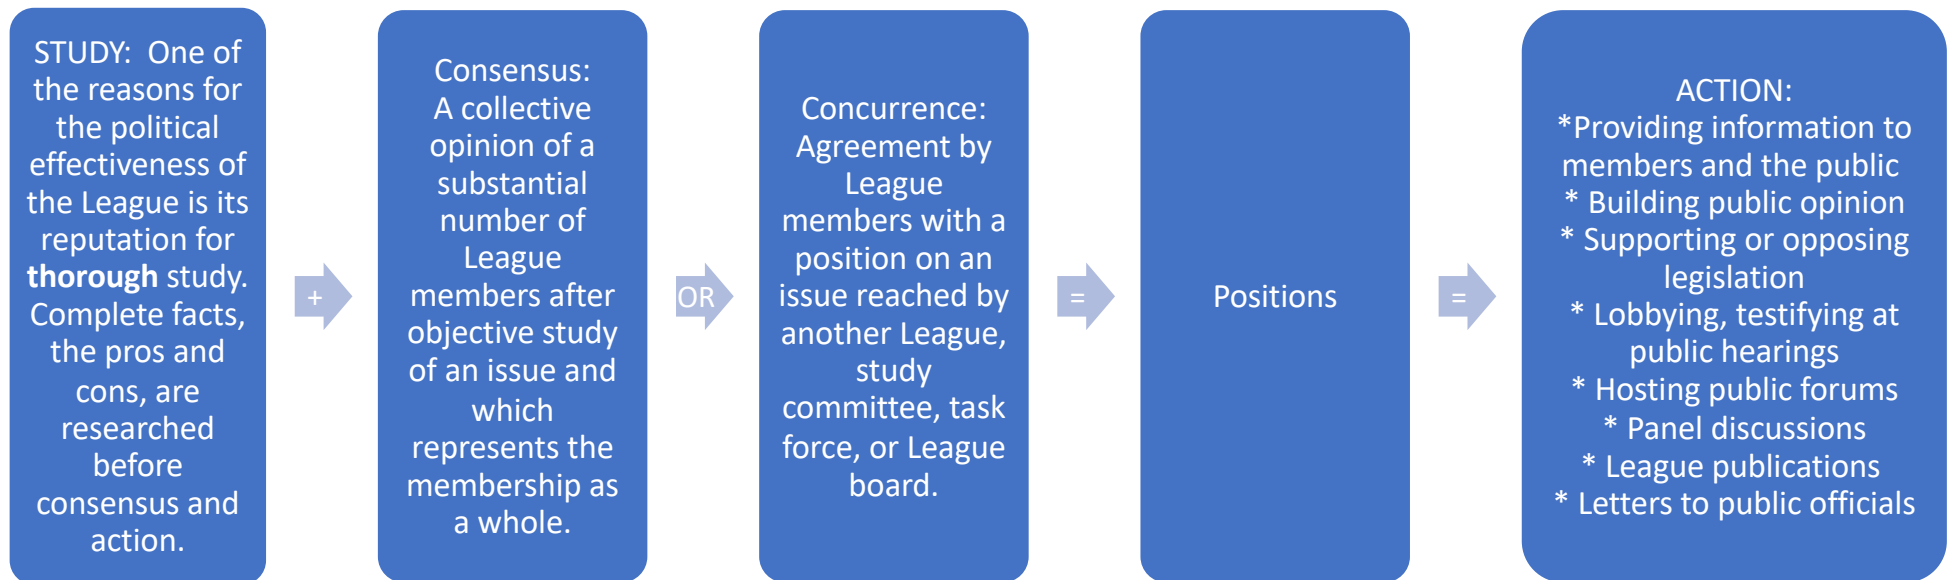 STUDY: One of
the reasons for
the political
effectiveness of
the League is its
reputation for
thorough study.
Complete facts,
the pros and
cons, are
researched
before
consensus and
action.
+
Consensus:
A collective
opinion of a
substantial
number of
League
members after
objective study
of an issue and
which
represents the
membership as
a whole.
OR
Concurrence:
Agreement by
League
members with a
position on an
issue reached by
another League,
study
committee, task
force, or League
board.
=
Positions
=
ACTION:
*Providing information to
members and the public
* Building public opinion
* Supporting or opposing
legislation
* Lobbying, testifying at
public hearings
* Hosting public forums
* Panel discussions
* League publications
* Letters to public officials